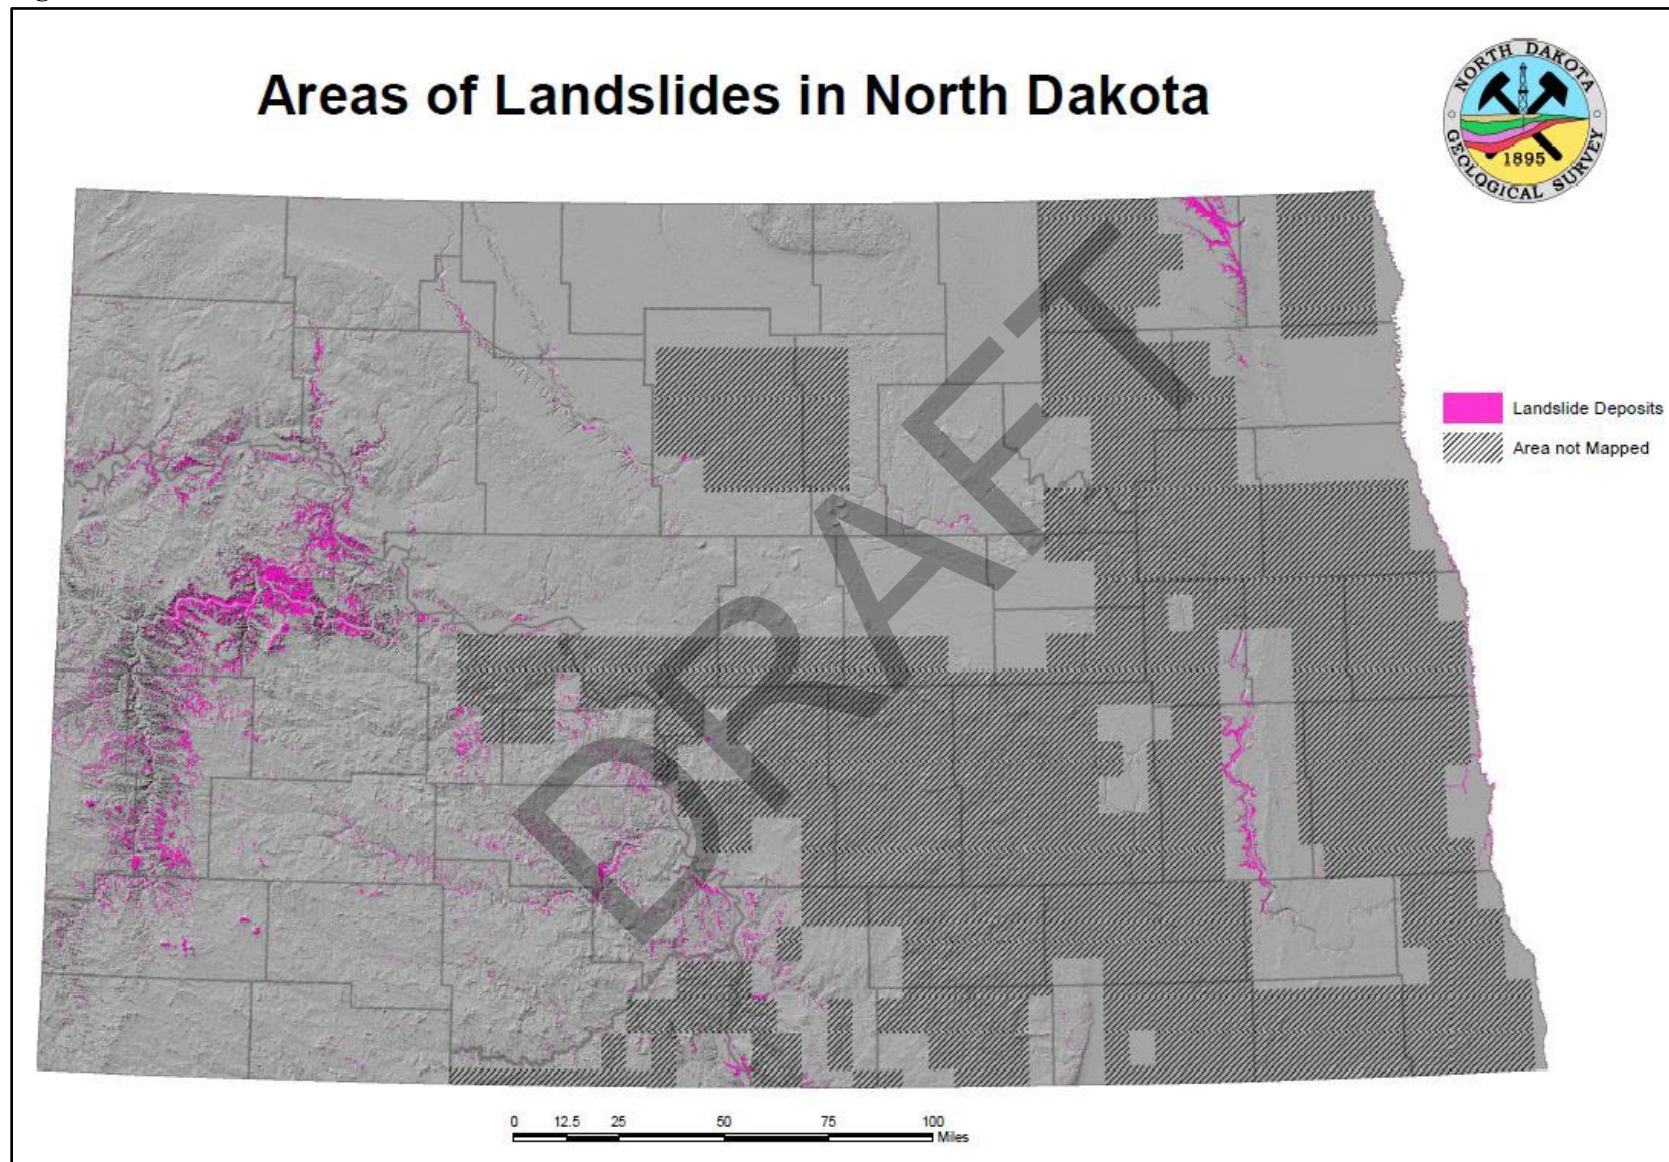 Areas of Landslides in North Dakota
NORTH DAKOTA
GEOLOGICAL SURVEY
1895
DRAFT
Landslide Deposits
Area not Mapped
0 12.5 25 50 75 100
Miles